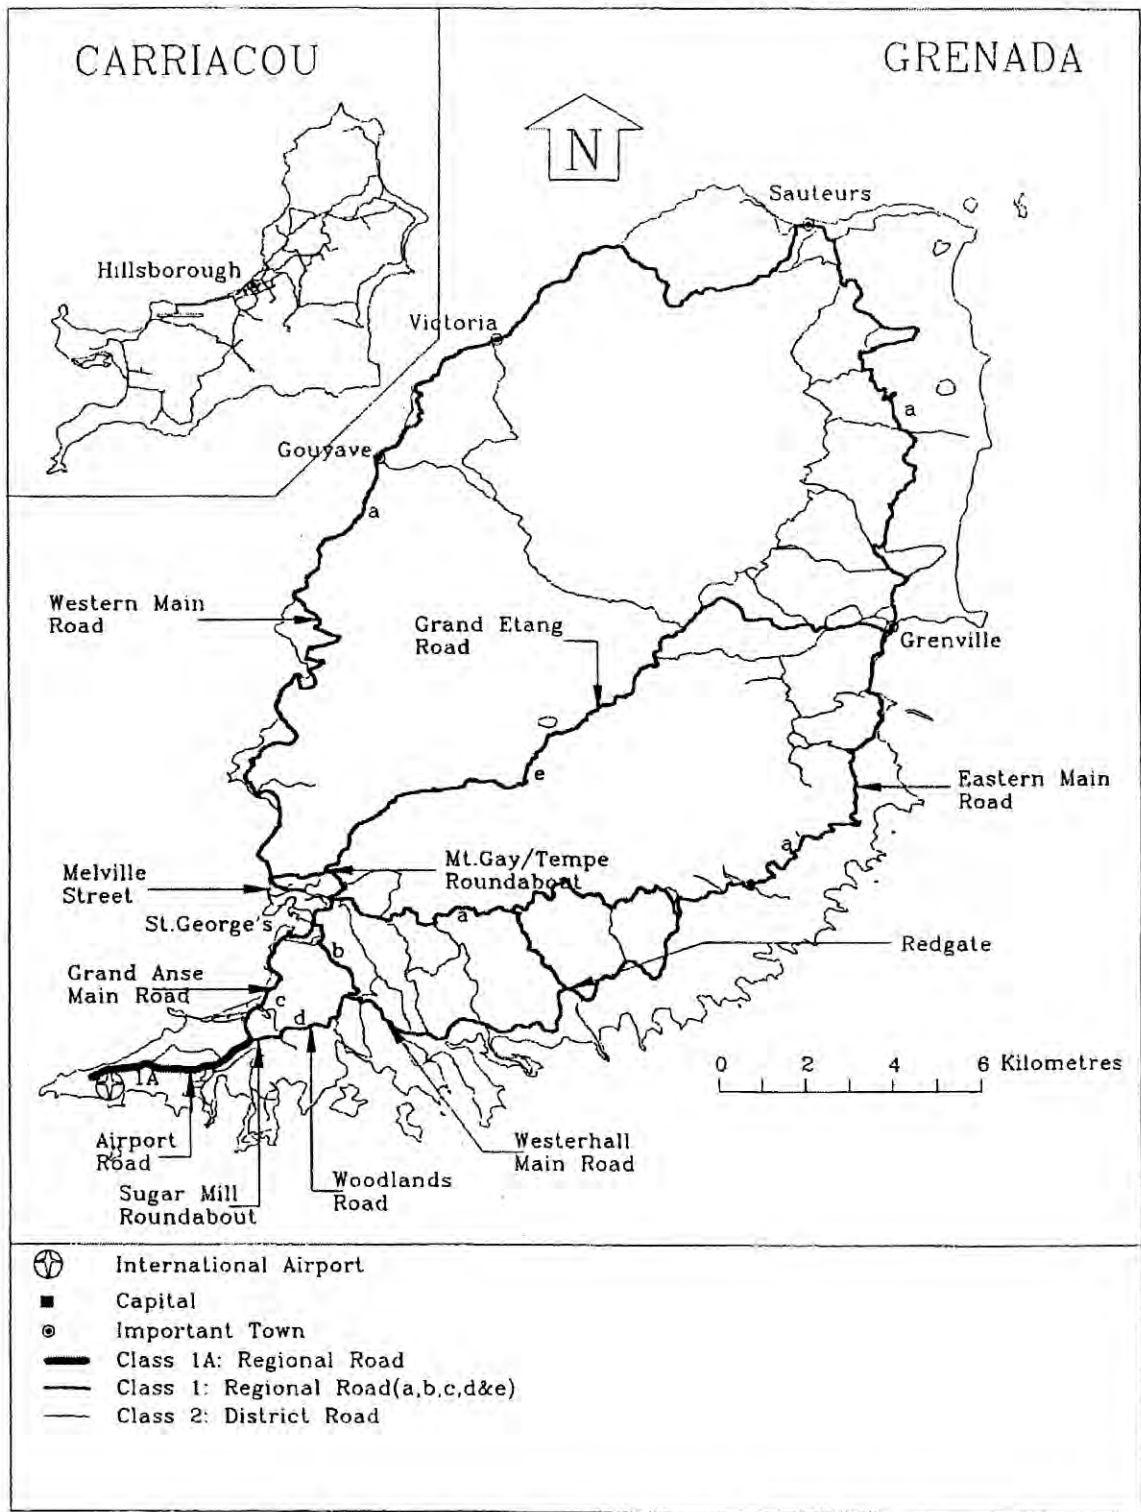 CARRIACOU
GRENADA
N
Sauteurs
Hillsborough
Victoria
a
Gouyave
a
Western Main
Road
Grand Etang
Road
Grenville
e
Eastern Main
Road
a
Mt.Gay/Tempe
Roundabout
Melville
Street
a
St.George's
b
Redgate
Grand Anse
Main Road
c
d
0 2 4 6 Kilometres
1A
Airport
Road
Westerhall
Main Road
Woodlands
Road
Sugar Mill
Roundabout
International Airport
Capital
Important Town
Class 1A: Regional Road
Class 1: Regional Road(a,b,c,d&e)
Class 2: District Road